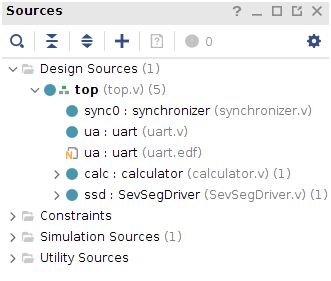 Sources
? _ □ ⧉ ×
0
Design Sources (1)
top (top.v) (5)
sync0 : synchronizer (synchronizer.v)
ua : uart (uart.v)
ua : uart (uart.edf)
calc : calculator (calculator.v) (1)
ssd : SevSegDriver (SevSegDriver.v) (1)
Constraints
Simulation Sources (1)
Utility Sources